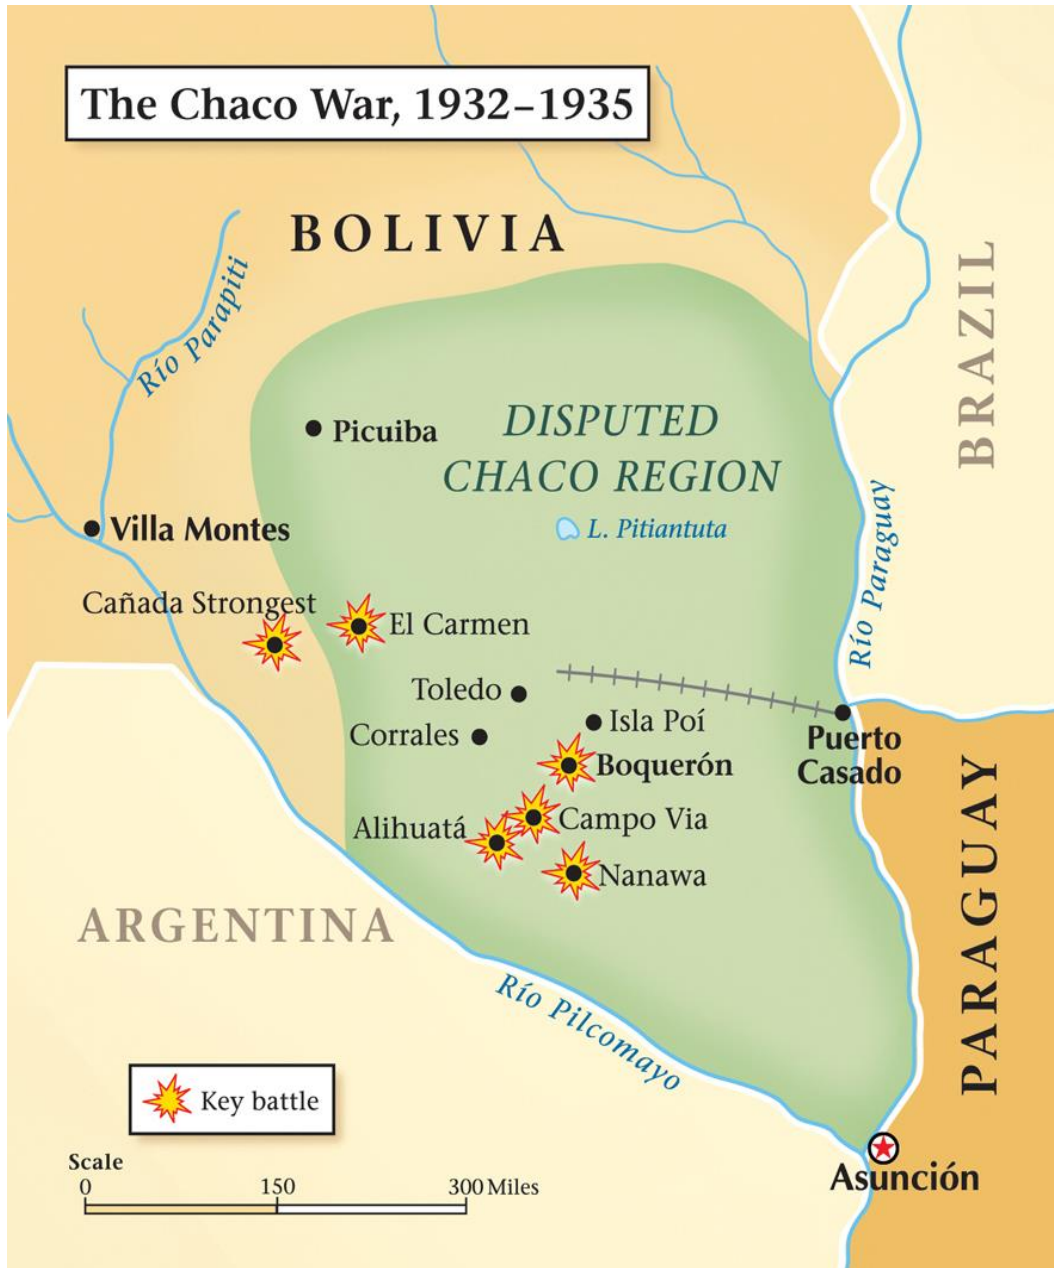 The Chaco War, 1932–1935
BOLIVIA
BRAZIL
Río Parapiti
DISPUTED
CHACO REGION
Picuiba
L. Pitiantuta
Villa Montes
Río Paraguay
Cañada Strongest
El Carmen
Toledo
Isla Poí
Corrales
Puerto
Casado
Boquerón
Campo Via
Alihuatá
Nanawa
PARAGUAY
ARGENTINA
Río Pilcomayo
Key battle
Asunción
Scale
0 150 300 Miles